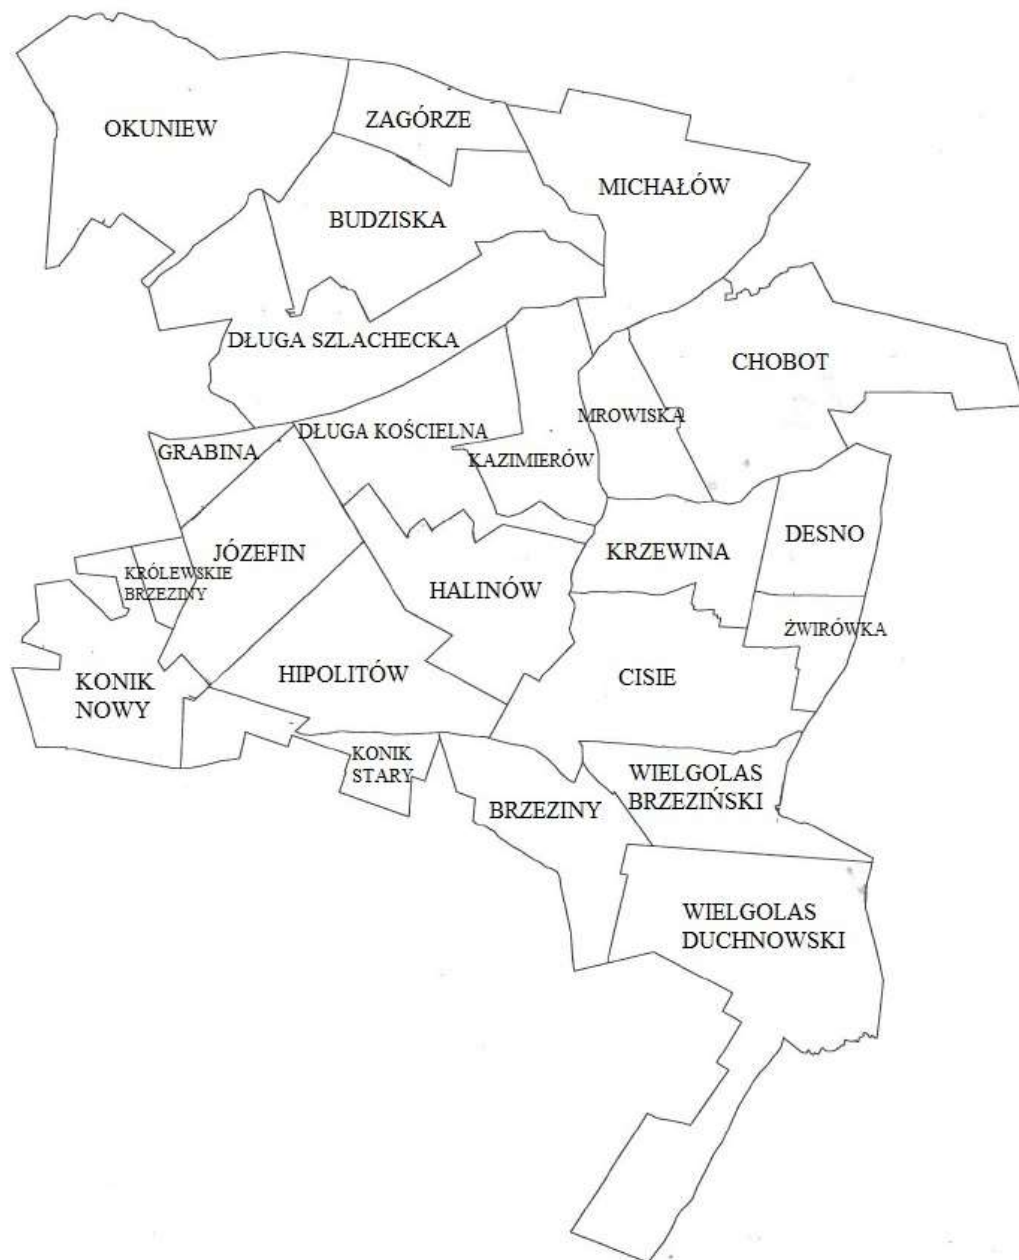 OKUNIEW
ZAGÓRZE
MICHAŁÓW
BUDZISKA
DŁUGA SZLACHECKA
CHOBOT
MROWISKA
DŁUGA KOŚCIELNA
GRABINA
KAZIMIERÓW
DESNO
JÓZEFIN
KRZEWINA
KRÓLEWSKIE
BRZEZINY
HALINÓW
ŻWIRÓWKA
HIPOLITÓW
CISIE
KONIK
NOWY
KONIK
STARY
WIELGOLAS
BRZEZIŃSKI
BRZEZINY
WIELGOLAS
DUCHNOWSKI